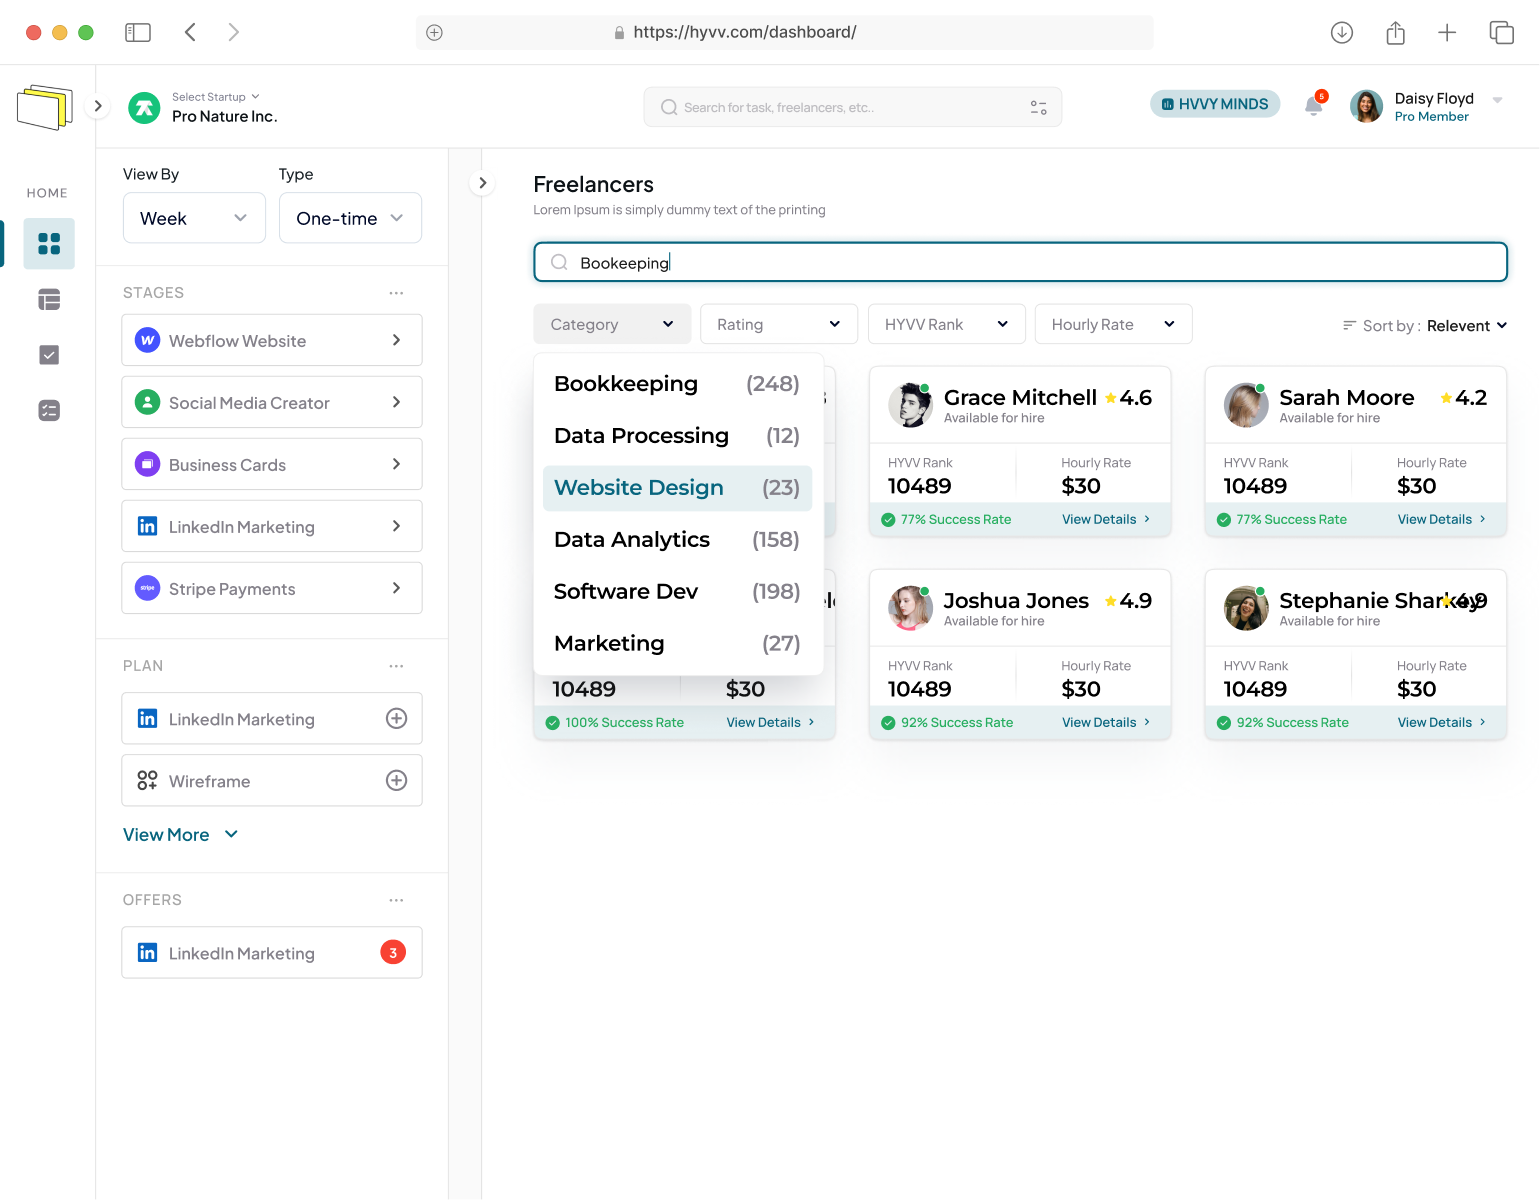 https://hyvv.com/dashboard/
Select Startup
Pro Nature Inc.
Search for task, freelancers, etc..
HVVY MINDS
5
Daisy Floyd
Pro Member
HOME
View By
Type
Week
One-time
STAGES
Webflow Website
Social Media Creator
Business Cards
LinkedIn Marketing
stripe
Stripe Payments
PLAN
LinkedIn Marketing
Wireframe
View More
OFFERS
LinkedIn Marketing
3
Freelancers
Lorem Ipsum is simply dummy text of the printing
Bookeeping
Category
Rating
HYVV Rank
Hourly Rate
Sort by : Relevent
Bookkeeping (248)
Data Processing (12)
Website Design (23)
Data Analytics (158)
Software Dev (198)
Marketing (27)
Grace Mitchell 4.6
Available for hire
HYVV Rank Hourly Rate
10489 $30
77% Success Rate View Details
Sarah Moore 4.2
Available for hire
HYVV Rank Hourly Rate
10489 $30
77% Success Rate View Details
10489 $30
100% Success Rate View Details
Joshua Jones 4.9
Available for hire
HYVV Rank Hourly Rate
10489 $30
92% Success Rate View Details
Stephanie Sharkey 4.9
Available for hire
HYVV Rank Hourly Rate
10489 $30
92% Success Rate View Details